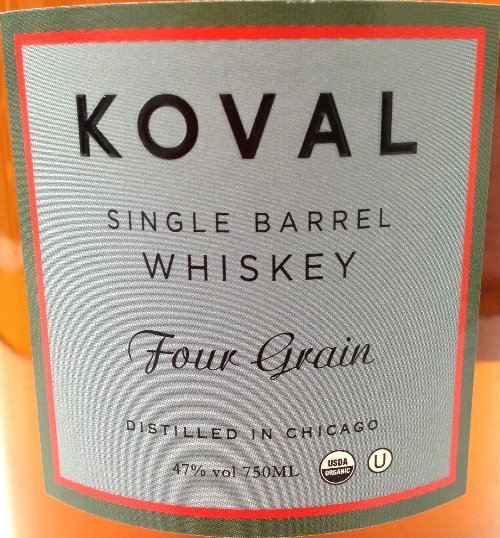 KOVAL
SINGLE BARREL
WHISKEY
Four Grain
DISTILLED IN CHICAGO
47% vol 750ML USDA ORGANIC U